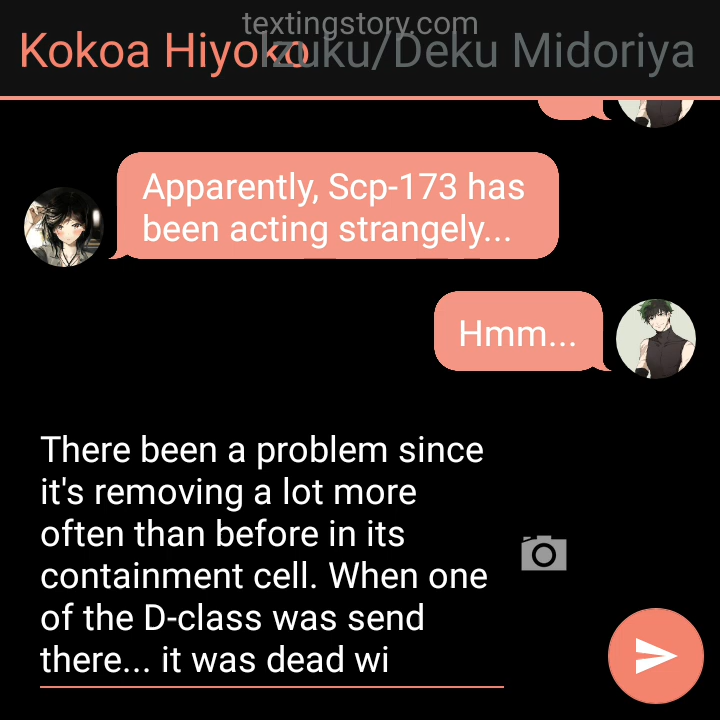 textingstory.com
Kokoa Hiyoko Izuku/Deku Midoriya
Apparently, Scp-173 has
been acting strangely...
Hmm...
There been a problem since
it's removing a lot more
often than before in its
containment cell. When one
of the D-class was send
there... it was dead wi